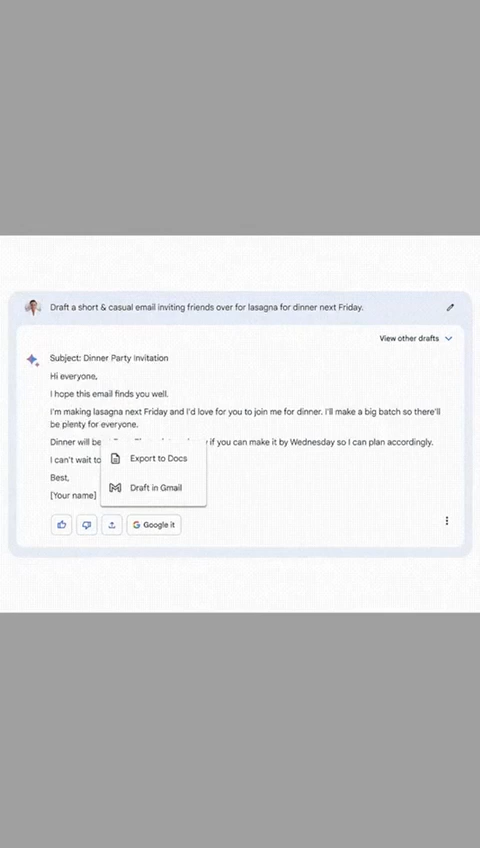 Draft a short & casual email inviting friends over for lasagna for dinner next Friday.
View other drafts
Subject: Dinner Party Invitation
Hi everyone,
I hope this email finds you well.
I'm making lasagna next Friday and I'd love for you to join me for dinner. I'll make a big batch so there'll
be plenty for everyone.
Dinner will be if you can make it by Wednesday so I can plan accordingly.
I can't wait to
Export to Docs
Best,
Draft in Gmail
[Your name]
Google it